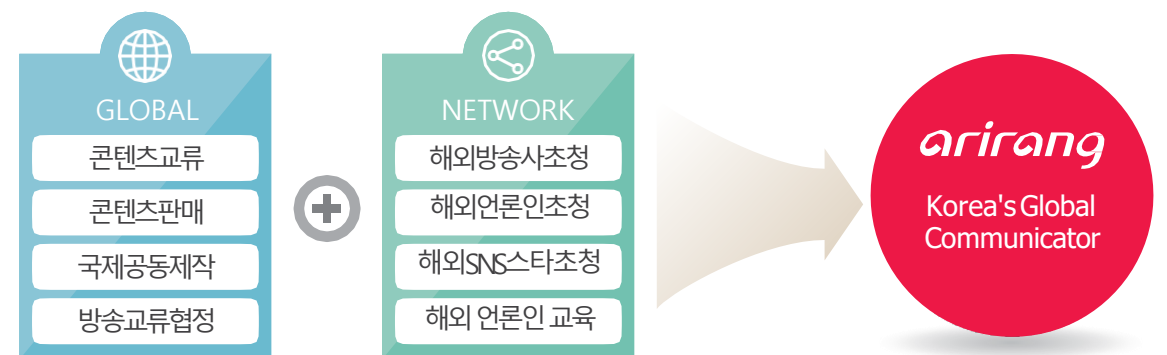 GLOBAL
콘텐츠교류
콘텐츠판매
국제공동제작
방송교류협정
NETWORK
해외방송사초청
해외언론인초청
해외SNS스타초청
해외 언론인 교육
arirang
Korea's Global
Communicator